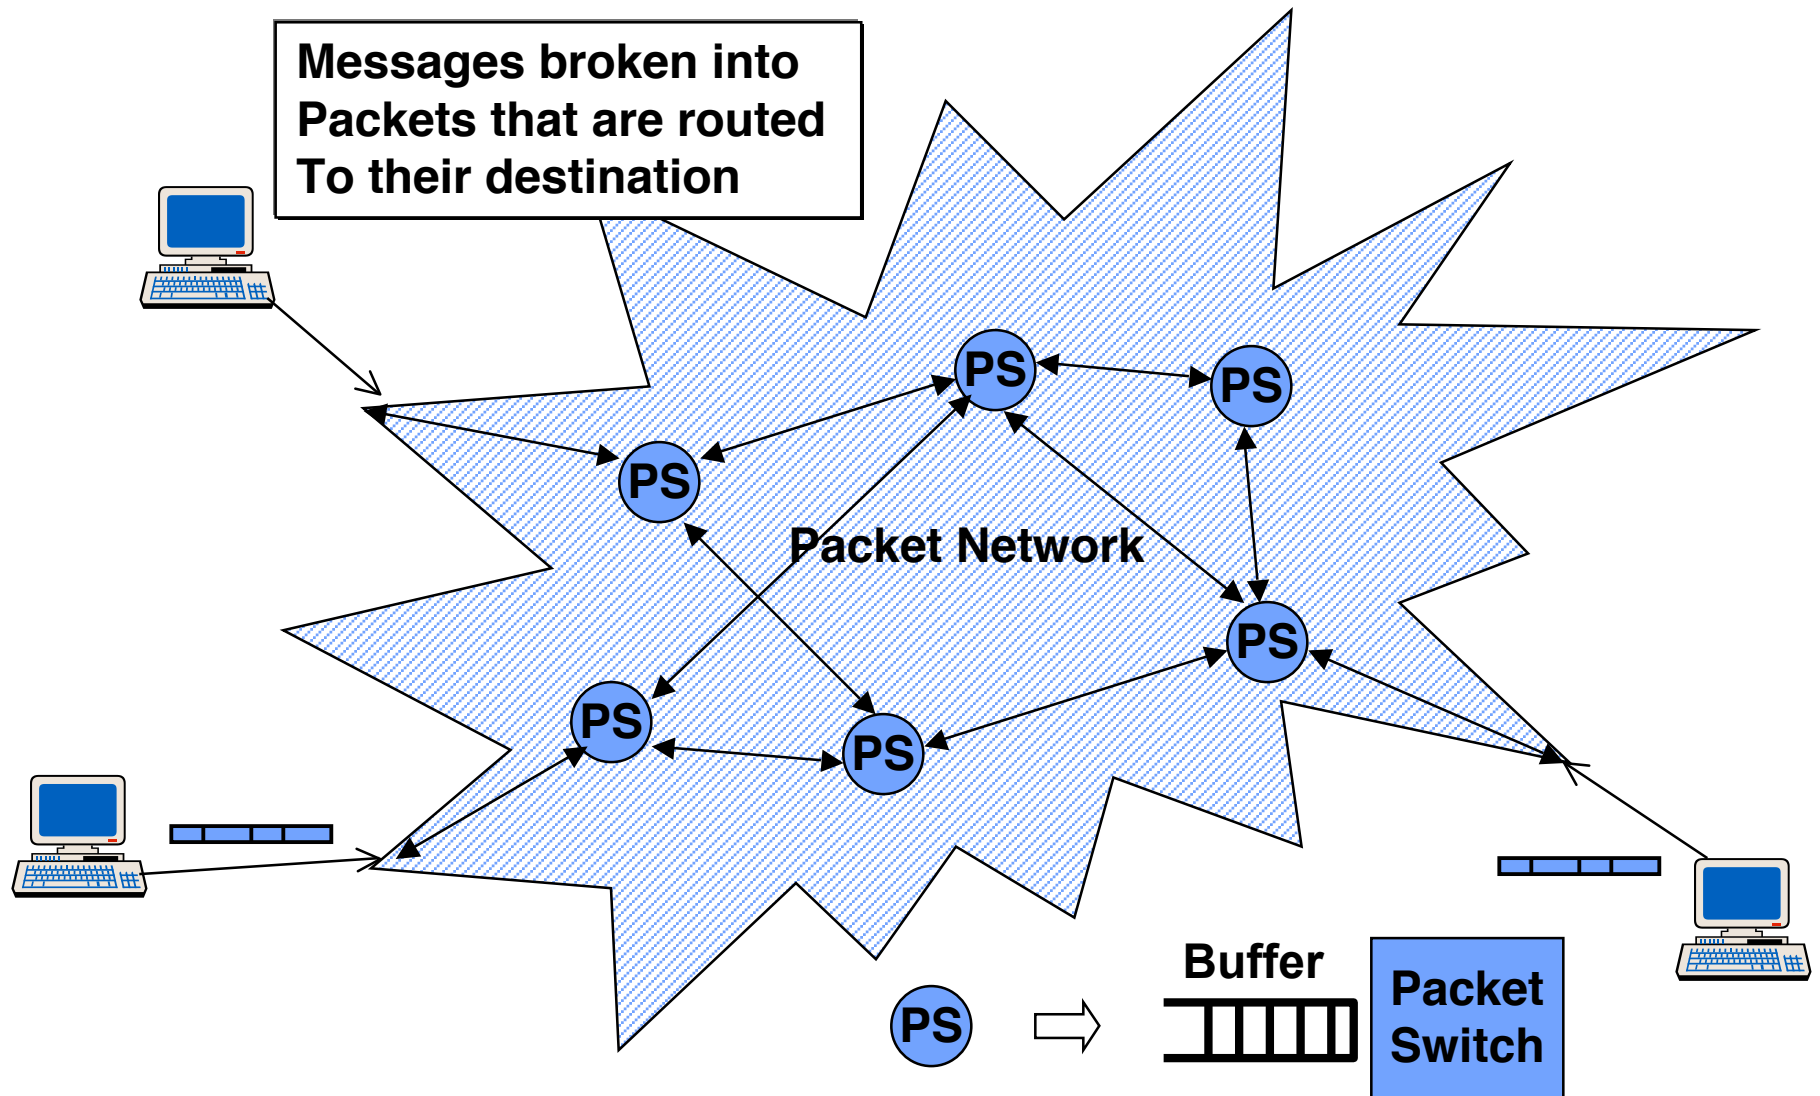 Messages broken into
Packets that are routed
To their destination
PS
PS
PS
Packet Network
PS
PS
PS
Buffer
PS
Packet
Switch